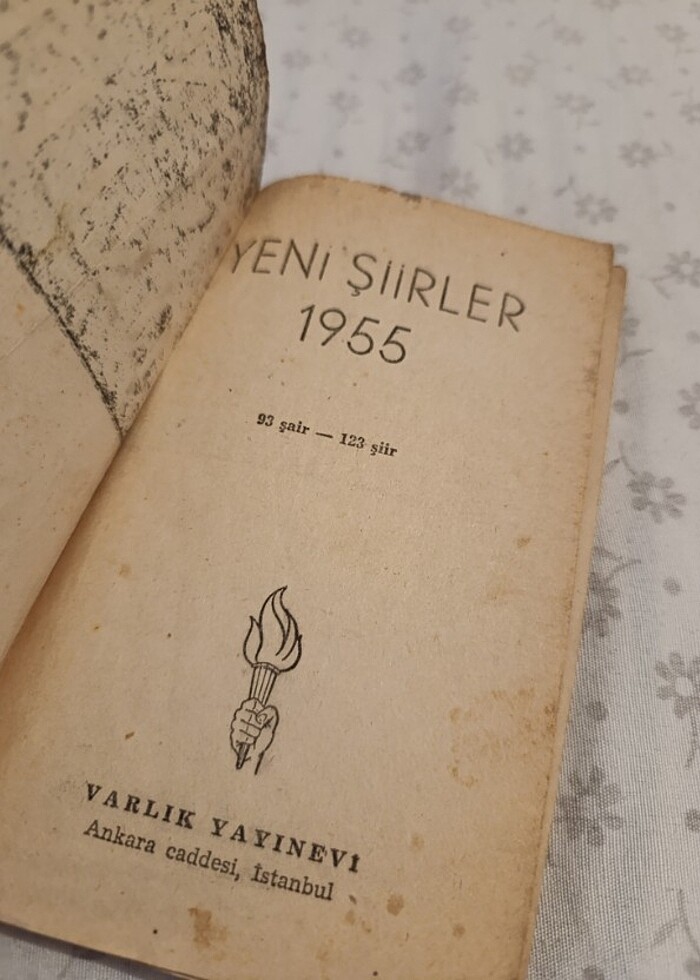 YENİ ŞİİRLER
1955
93 şair — 123 şiir
VARLIK YAYINEVİ
Ankara caddesi, İstanbul